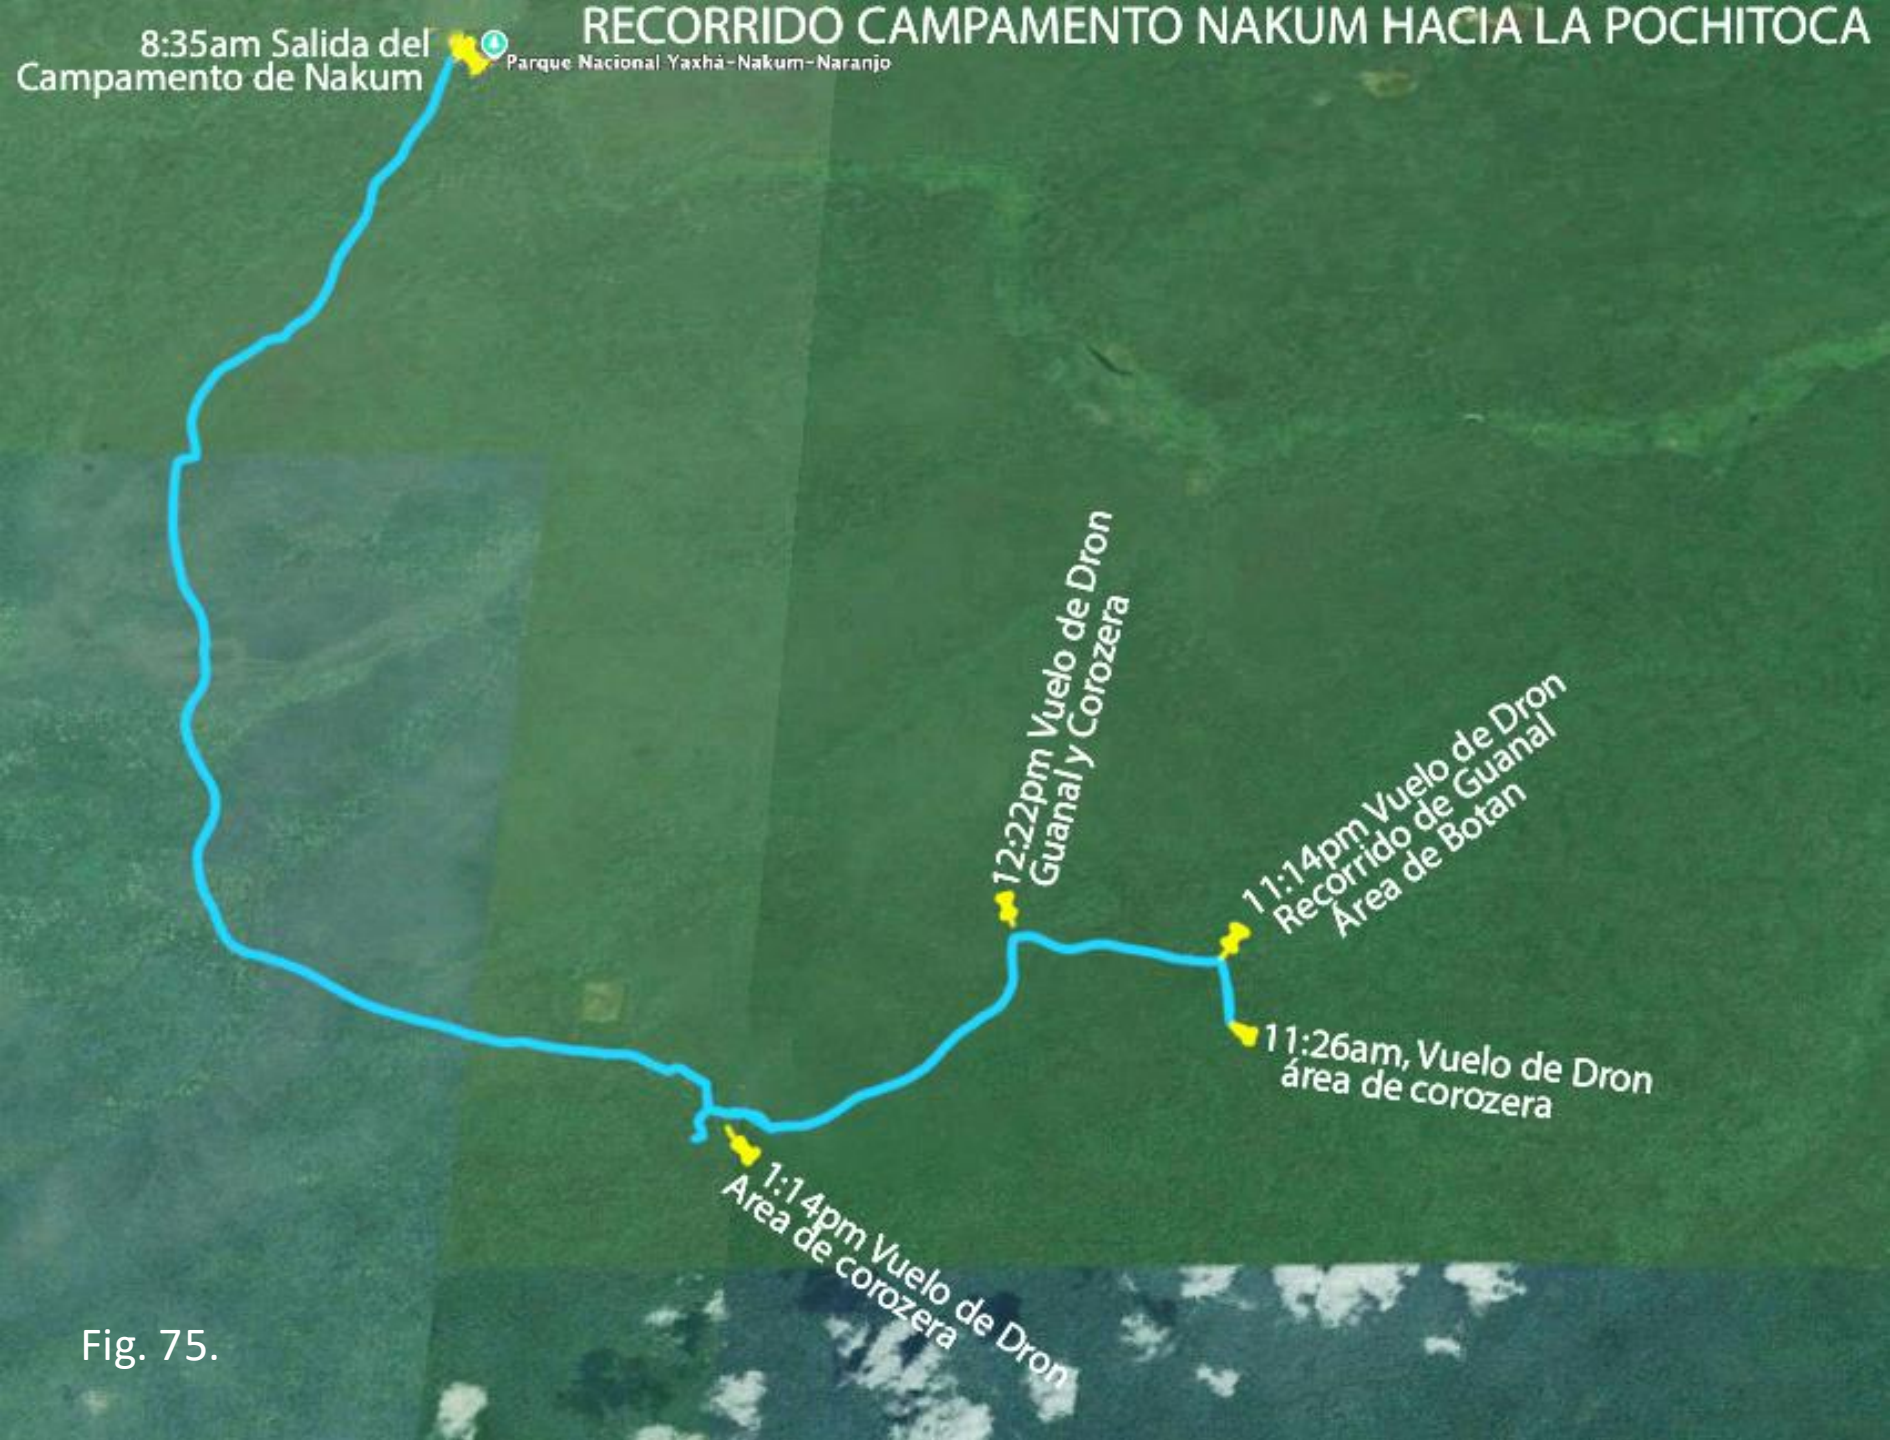 RECORRIDO CAMPAMENTO NAKUM HACIA LA POCHITOCA
8:35am Salida del
Campamento de Nakum
Parque Nacional Yaxhá-Nakum-Naranjo
12:22pm Vuelo de Dron
Guanal y Corozera
11:14pm Vuelo de Dron
Recorrido de Guanal
Área de Botan
11:26am, Vuelo de Dron
área de corozera
1:14pm Vuelo de Dron
Area de corozera
Fig. 75.